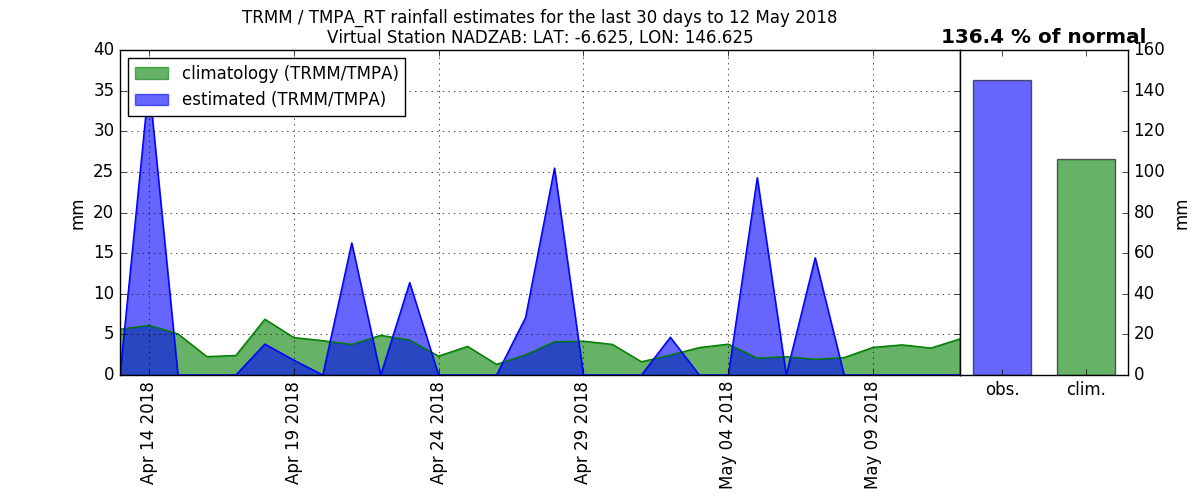 TRMM / TMPA_RT rainfall estimates for the last 30 days to 12 May 2018
Virtual Station NADZAB: LAT: -6.625, LON: 146.625
136.4 % of normal
climatology (TRMM/TMPA)
estimated (TRMM/TMPA)
40
35
30
25
20
15
10
5
0
mm
Apr 14 2018
Apr 19 2018
Apr 24 2018
Apr 29 2018
May 04 2018
May 09 2018
160
140
120
100
80
60
40
20
0
mm
obs.
clim.